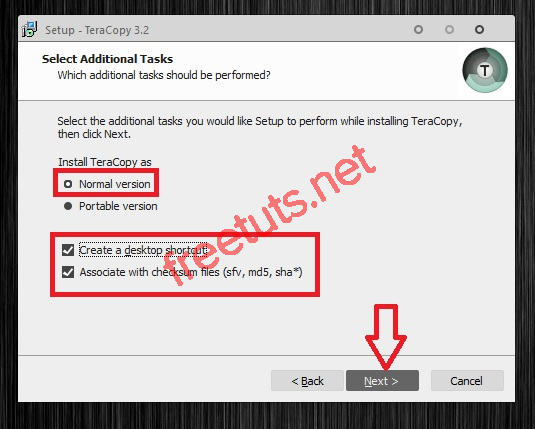 Setup - TeraCopy 3.2
Select Additional Tasks
Which additional tasks should be performed?
T
Select the additional tasks you would like Setup to perform while installing TeraCopy,
then click Next.
Install TeraCopy as
Normal version
Portable version
Create a desktop shortcut
Associate with checksum files (sfv, md5, sha*)
freetuts.net
< Back
Next >
Cancel